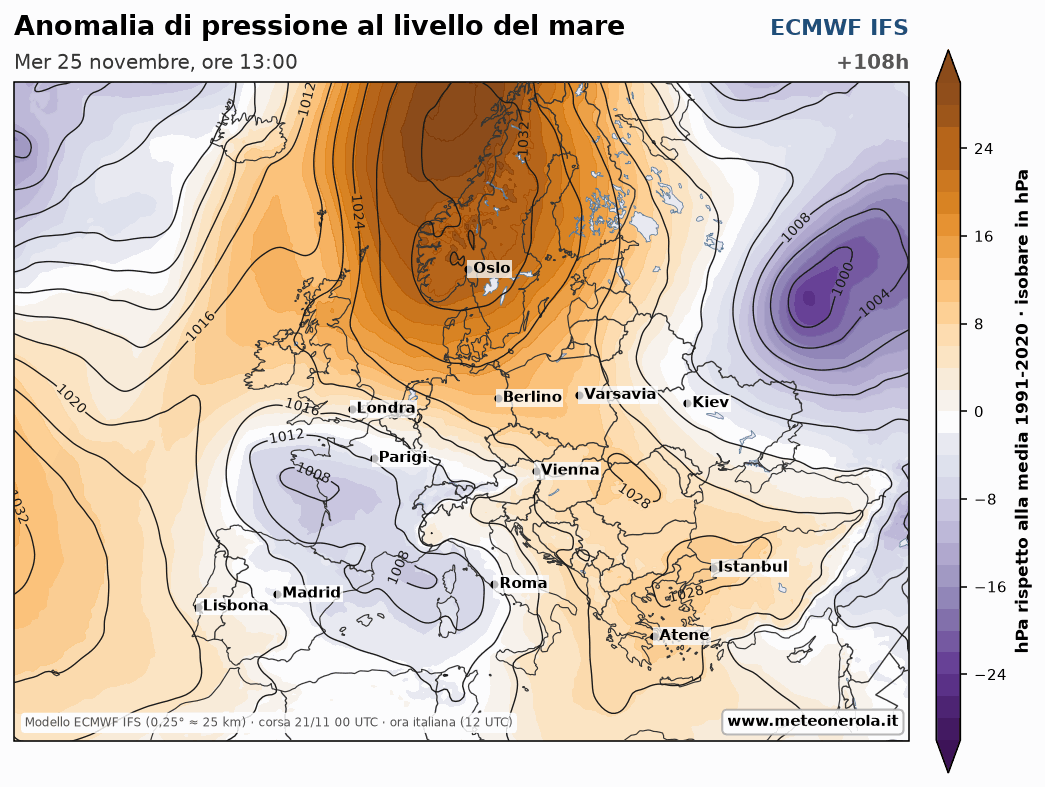 Anomalia di pressione al livello del mare
ECMWF IFS
Mer 25 novembre, ore 13:00
+108h
1012
1032
1024
1008
1000
1004
Oslo
1016
1020
Londra
Berlino
Varsavia
Kiev
1016
1012
Parigi
1008
Vienna
1028
1032
1008
Istanbul
Roma
Madrid
1028
Lisbona
Atene
Modello ECMWF IFS (0,25° ≈ 25 km) · corsa 21/11 00 UTC · ora italiana (12 UTC)
www.meteonerola.it
24
16
8
0
−8
−16
−24
hPa rispetto alla media 1991-2020 · isobare in hPa